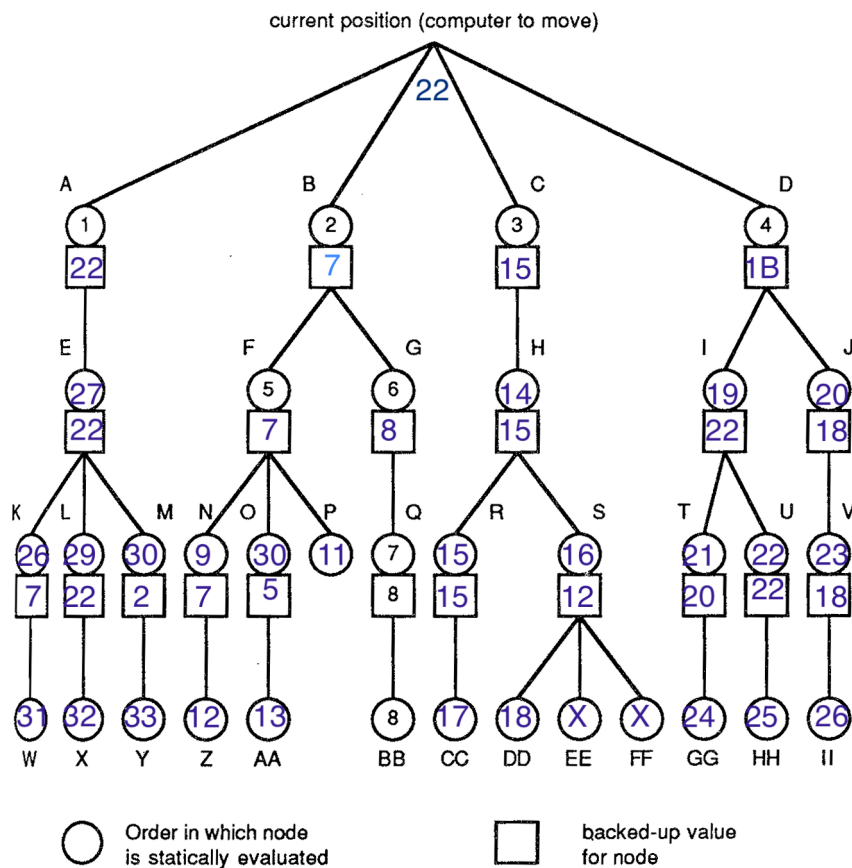 current position (computer to move)
22
A B C D
1 2 3 4
22 7 15 1B
E F G H I J
27 5 6 14 19 20
22 7 8 15 22 18
K L M N O P Q R S T U V
26 29 30 9 30 11 7 15 16 21 22 23
7 22 2 7 5 8 15 12 20 22 18
31 32 33 12 13 8 17 18 X X 24 25 26
W X Y Z AA BB CC DD EE FF GG HH II
Order in which node backed-up value
is statically evaluated for node